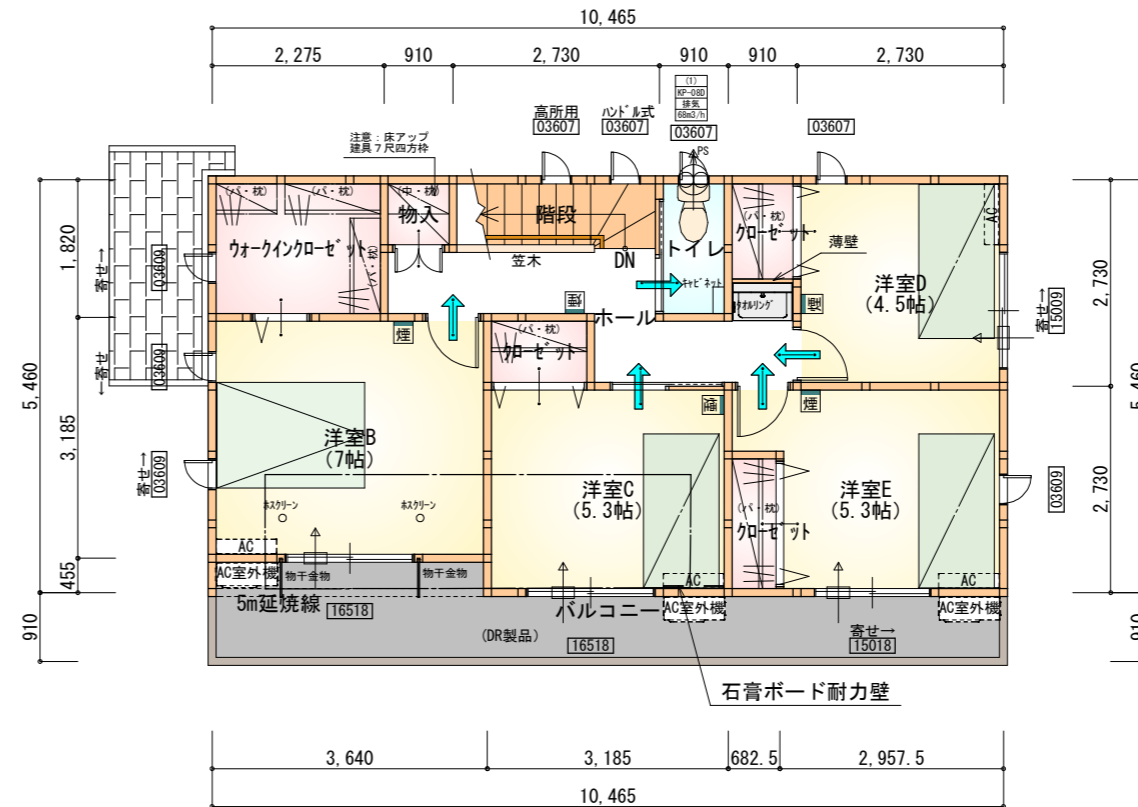 10,465
2,275
910
2,730
910
910
2,730
(1)
KP-08D
排気
68m3/h
高所用
03607
ﾊﾝﾄﾞﾙ式
03607
03607
03607
注意：床アップ
建具７尺四方枠
PS
(パ・枕)
(パ・枕)
(中・枕)
物入
階段
トイレ
(パ・枕)
クローゼット
AC
薄壁
ウォークインクローゼット
(パ・枕)
笠木
DN
ｷｬﾋﾞﾈｯﾄ
ﾀｵﾙﾘﾝｸﾞ
洋室D
(4.5帖)
煙
煙
ホール
煙
(パ・枕)
クローゼット
煙
煙
洋室B
(7帖)
洋室C
(5.3帖)
洋室E
(5.3帖)
(パ・枕)
クローゼット
ﾎｽｸﾘｰﾝ
ﾎｽｸﾘｰﾝ
AC
AC
AC
AC室外機
物干金物
物干金物
5m延焼線
16518
バルコニー
AC室外機
AC室外機
(DR製品)
16518
寄せ→
15018
石膏ボード耐力壁
5,460
1,820
3,185
455
910
寄せ→
03609
←寄せ
03609
寄せ→
03609
寄せ→
15009
03609
2,730
2,730
5,460
910
3,640
3,185
682.5
2,957.5
10,465